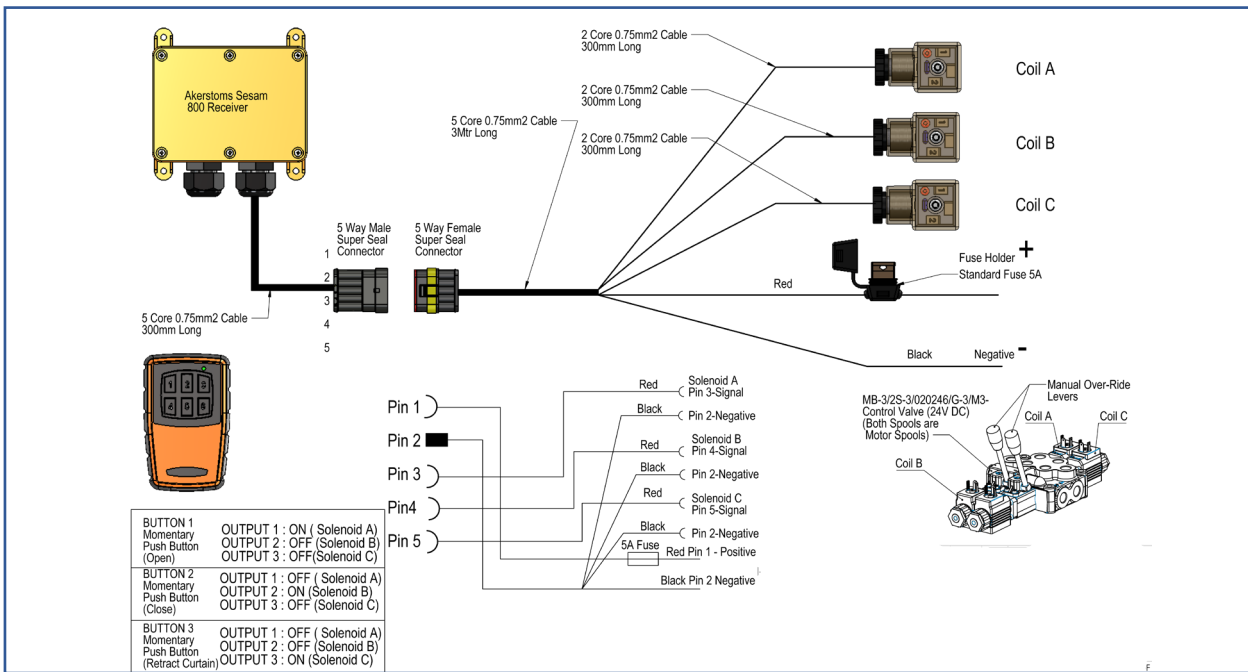 Akerstoms Sesam
800 Receiver
2 Core 0.75mm2 Cable
300mm Long
Coil A
2 Core 0.75mm2 Cable
300mm Long
5 Core 0.75mm2 Cable
3Mtr Long
2 Core 0.75mm2 Cable
300mm Long
Coil B
Coil C
5 Way Male
Super Seal
Connector
5 Way Female
Super Seal
Connector
1
2
3
4
5
Fuse Holder +
Standard Fuse 5A
Red
5 Core 0.75mm2 Cable
300mm Long
Black
Negative -
1 2 3
4 5 6
Pin 1
Pin 2
Pin 3
Pin4
Pin 5
Red
Solenoid A
Pin 3-Signal
Black
Pin 2-Negative
Red
Solenoid B
Pin 4-Signal
Black
Pin 2-Negative
Red
Solenoid C
Pin 5-Signal
Black
Pin 2-Negative
5A Fuse
Red Pin 1 - Positive
Black Pin 2 Negative
MB-3/2S-3/020246/G-3/M3-
Control Valve (24V DC)
(Both Spools are
Motor Spools)
Manual Over-Ride
Levers
Coil A
Coil C
Coil B
BUTTON 1
Momentary
Push Button
(Open)
OUTPUT 1 : ON ( Solenoid A)
OUTPUT 2 : OFF (Solenoid B)
OUTPUT 3 : OFF(Solenoid C)
BUTTON 2
Momentary
Push Button
(Close)
OUTPUT 1 : OFF ( Solenoid A)
OUTPUT 2 : ON (Solenoid B)
OUTPUT 3 : OFF (Solenoid C)
BUTTON 3
Momentary
Push Button
(Retract Curtain)
OUTPUT 1 : OFF ( Solenoid A)
OUTPUT 2 : OFF (Solenoid B)
OUTPUT 3 : ON (Solenoid C)
F